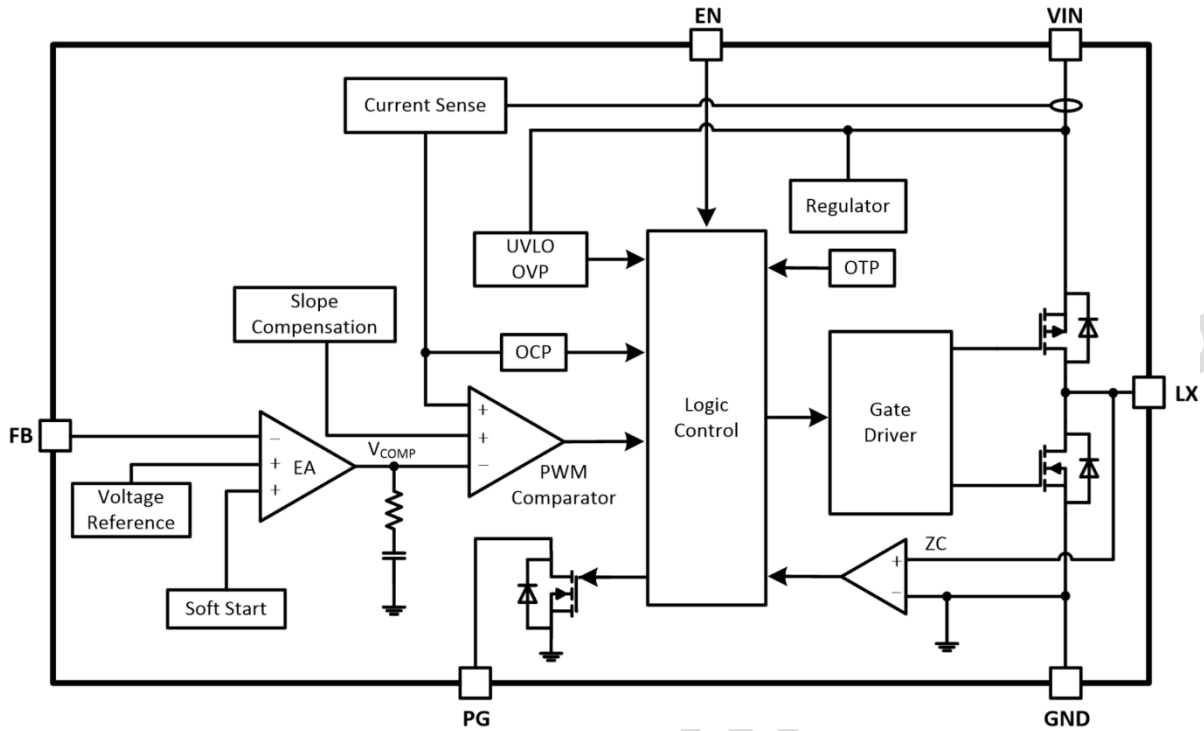 EN
VIN
Current Sense
Regulator
UVLO
OVP
OTP
Slope
Compensation
OCP
+
+
−
PWM
Comparator
Logic
Control
Gate
Driver
LX
FB
−
+
+
EA
VCOMP
Voltage
Reference
Soft Start
ZC
+
−
PG
GND